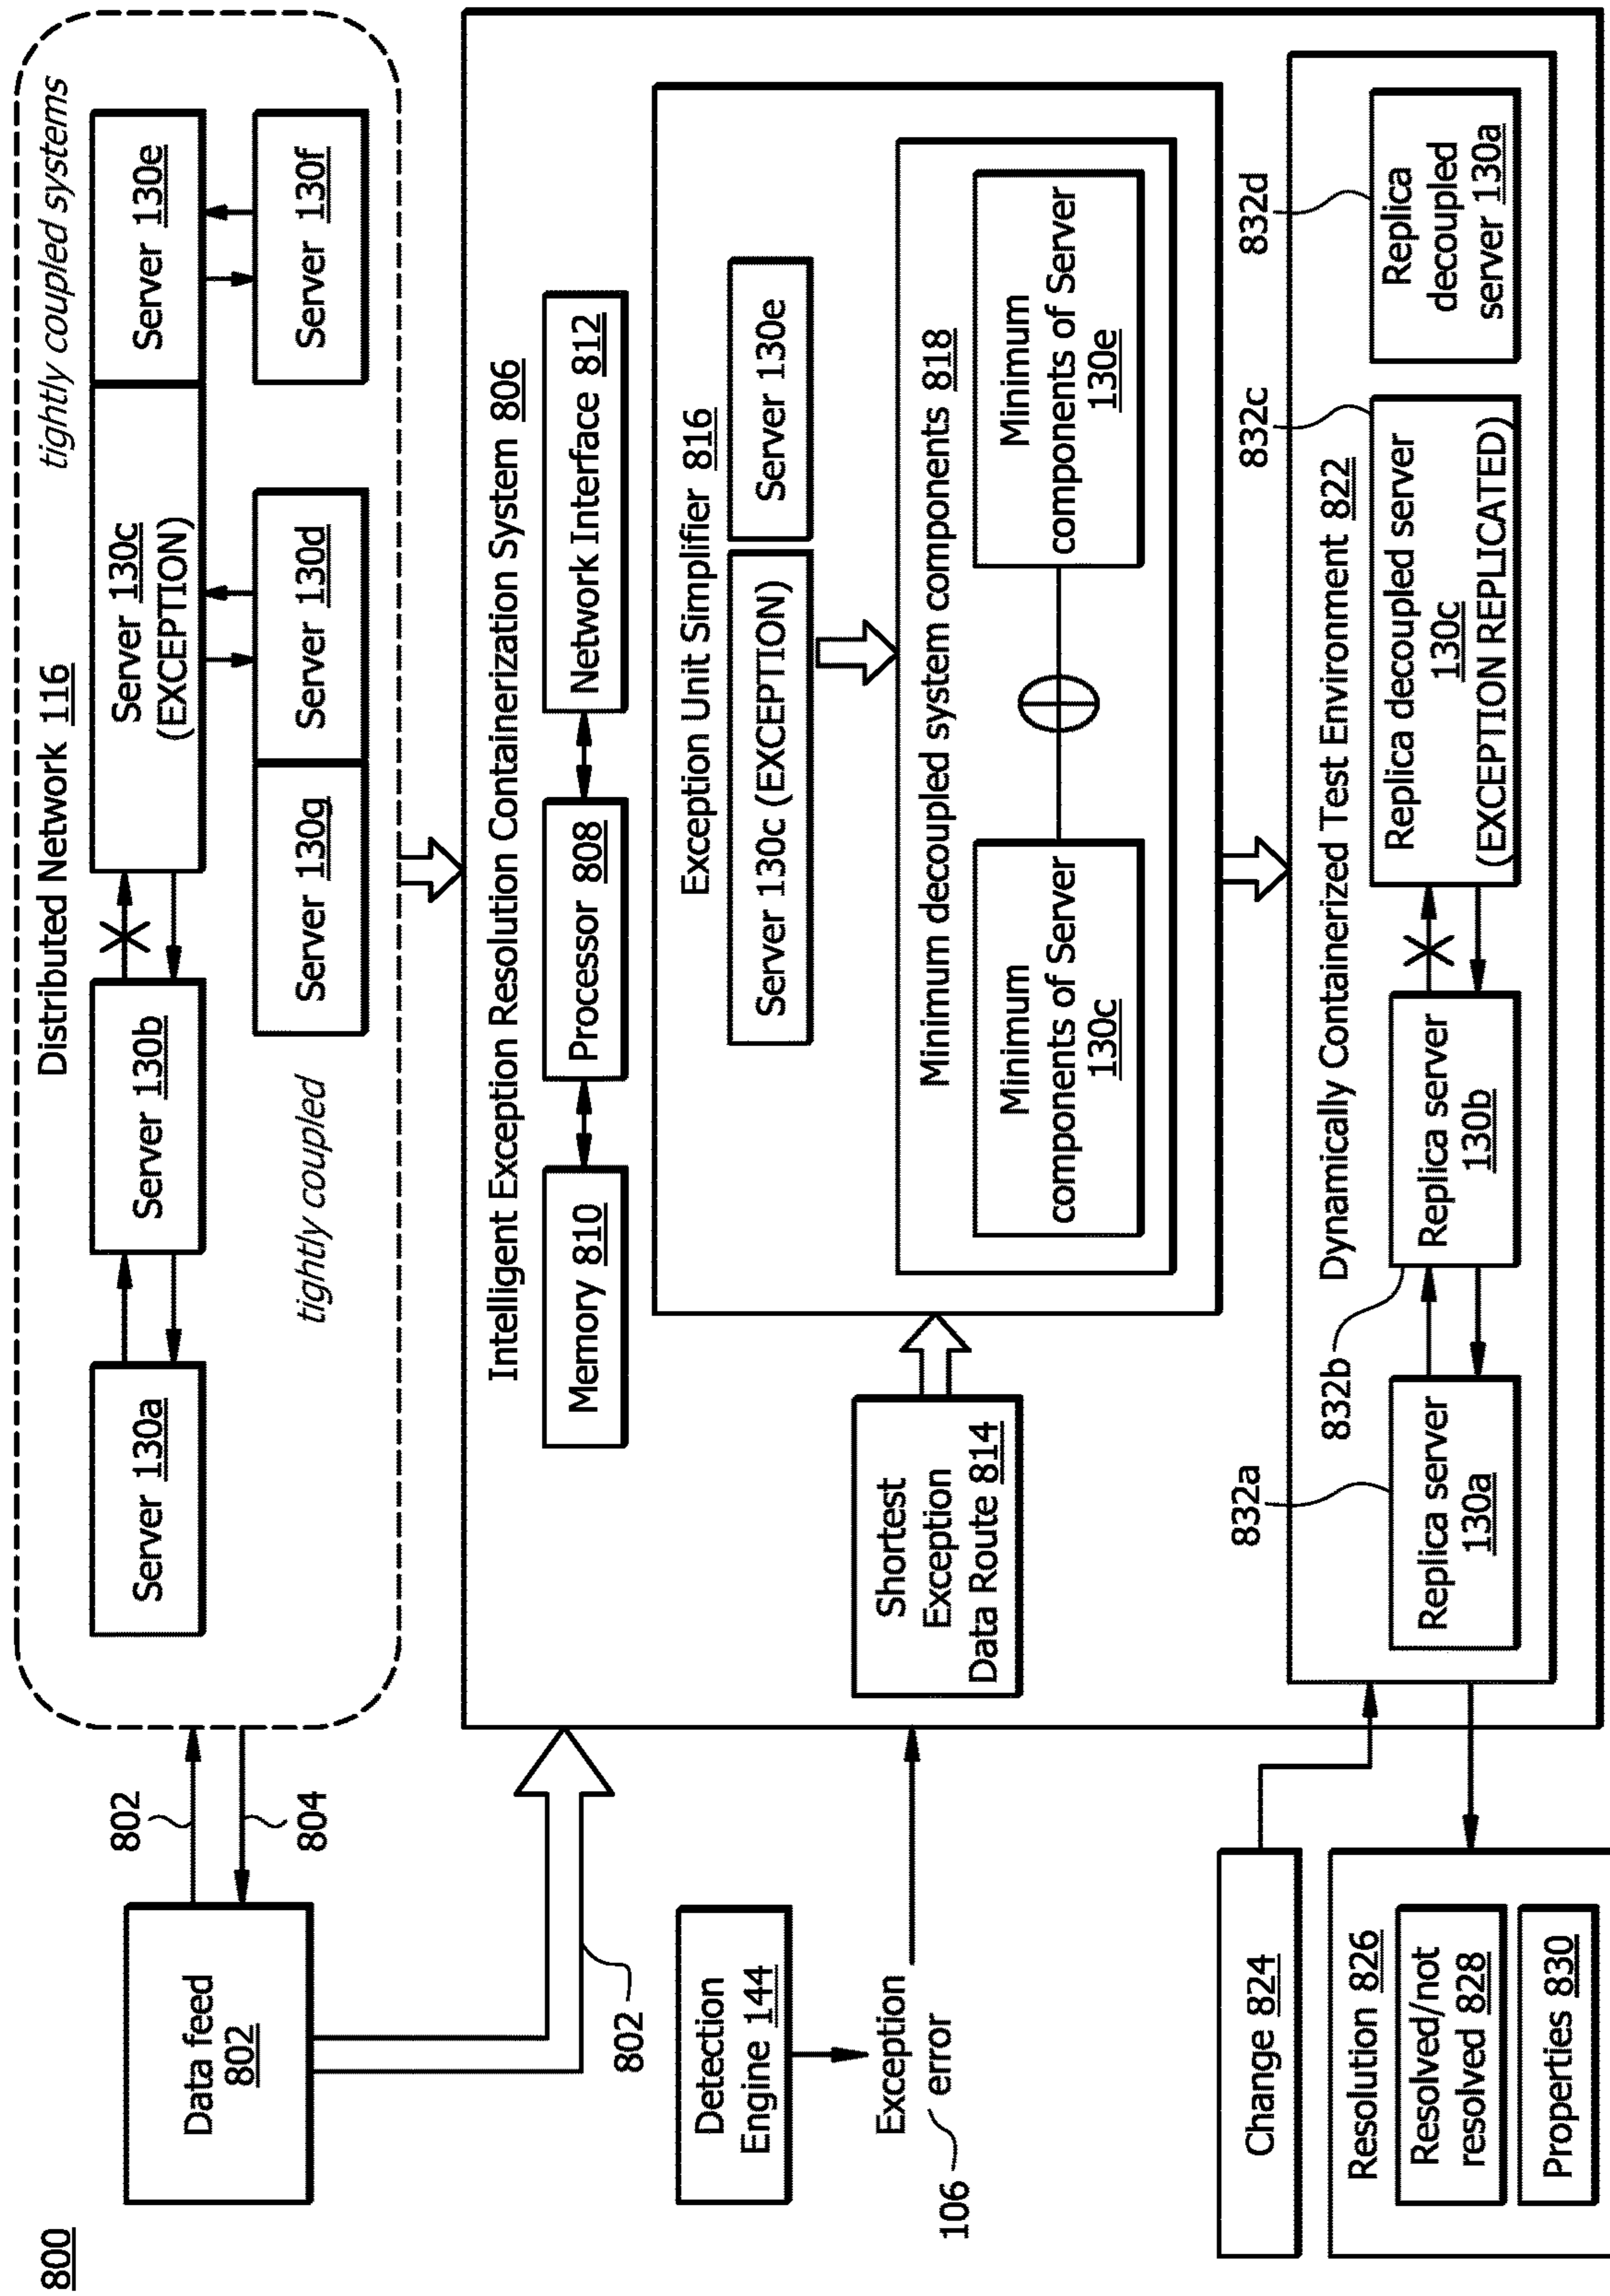 800
Data feed
802
802
804
802
Distributed Network 116
tightly coupled systems
Server 130a
Server 130b
Server 130c
(EXCEPTION)
Server 130e
Server 130g
Server 130d
Server 130f
tightly coupled
Detection
Engine 144
Exception
error
106
Intelligent Exception Resolution Containerization System 806
Memory 810
Processor 808
Network Interface 812
Shortest
Exception
Data Route 814
Exception Unit Simplifier 816
Server 130c (EXCEPTION)
Server 130e
Minimum decoupled system components 818
Minimum
components of Server
130c
Minimum
components of Server
130e
Change 824
Resolution 826
Resolved/not
resolved 828
Properties 830
Dynamically Containerized Test Environment 822
832a
832b
832c
832d
Replica server
130a
Replica server
130b
Replica decoupled server
130c
(EXCEPTION REPLICATED)
Replica
decoupled
server 130a